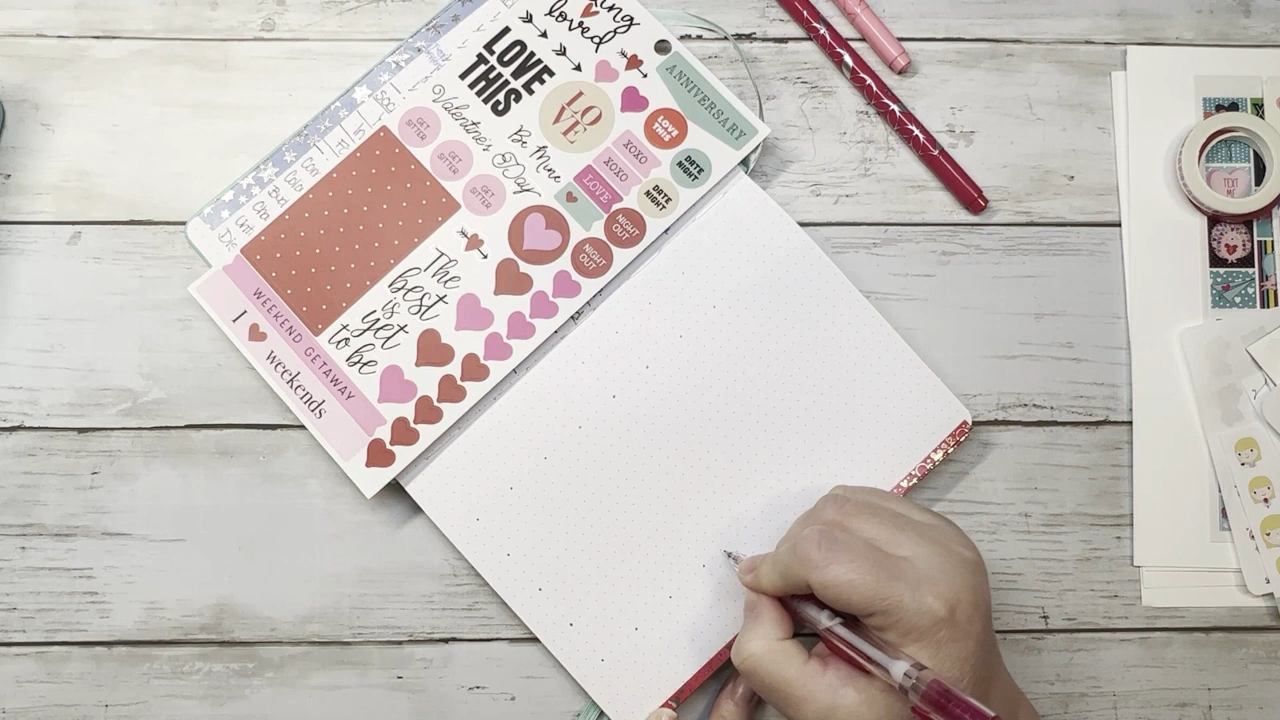 loved
LOVE
THIS
Valentines Day
Be Mine
LO
VE
ANNIVERSARY
LOVE
THIS
XOXO
XOXO
LOVE
DATE
NIGHT
DATE
NIGHT
NIGHT
OUT
NIGHT
OUT
GET
SITTER
GET
SITTER
GET
SITTER
The
best
is
yet
to be
WEEKEND GETAWAY
I
weekends
TEXT
ME